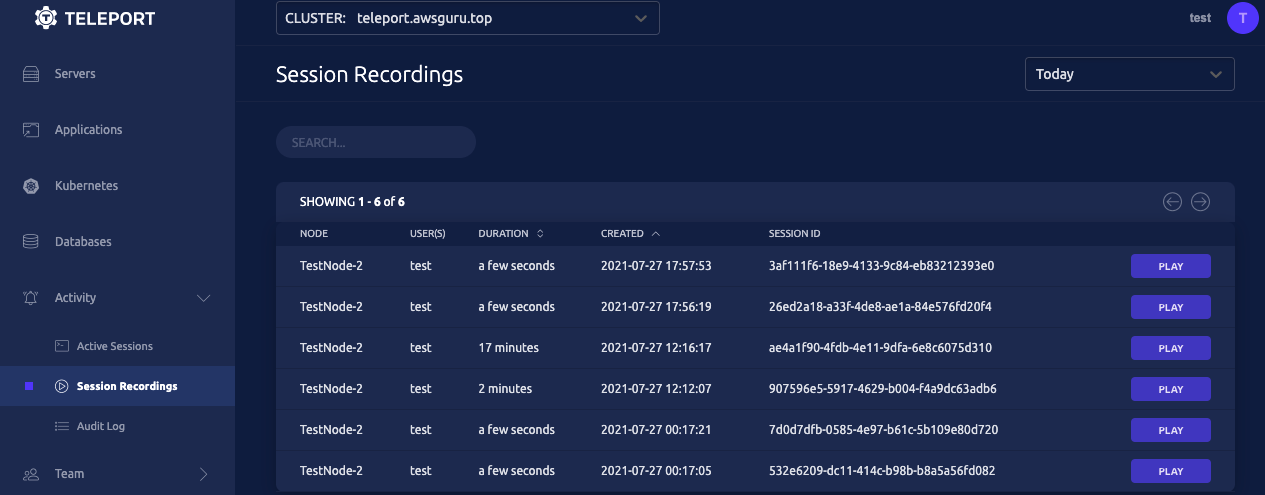 TELEPORT
CLUSTER: teleport.awsguru.top
test
T
Servers
Applications
Kubernetes
Databases
Activity
Active Sessions
Session Recordings
Audit Log
Team
Session Recordings
Today
SEARCH...
SHOWING 1 - 6 of 6
NODE USER(S) DURATION CREATED SESSION ID
TestNode-2 test a few seconds 2021-07-27 17:57:53 3af111f6-18e9-4133-9c84-eb83212393e0 PLAY
TestNode-2 test a few seconds 2021-07-27 17:56:19 26ed2a18-a33f-4de8-ae1a-84e576fd20f4 PLAY
TestNode-2 test 17 minutes 2021-07-27 12:16:17 ae4a1f90-4fdb-4e11-9dfa-6e8c6075d310 PLAY
TestNode-2 test 2 minutes 2021-07-27 12:12:07 907596e5-5917-4629-b004-f4a9dc63adb6 PLAY
TestNode-2 test a few seconds 2021-07-27 00:17:21 7d0d7dfb-0585-4e97-b61c-5b109e80d720 PLAY
TestNode-2 test a few seconds 2021-07-27 00:17:05 532e6209-dc11-414c-b98b-b8a5a56fd082 PLAY